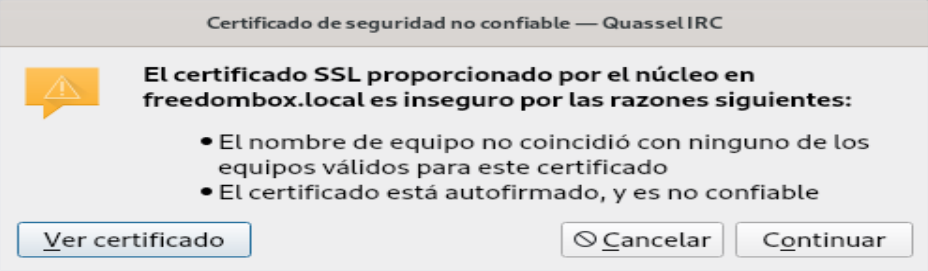 Certificado de seguridad no confiable — Quassel IRC
El certificado SSL proporcionado por el núcleo en
freedombox.local es inseguro por las razones siguientes:
• El nombre de equipo no coincidió con ninguno de los
equipos válidos para este certificado
• El certificado está autofirmado, y es no confiable
Ver certificado
Cancelar
Continuar